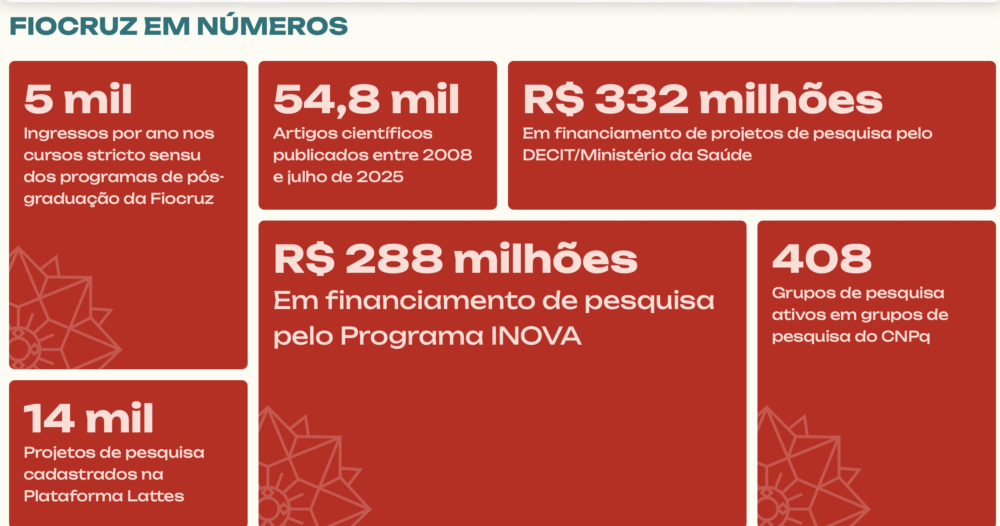 FIOCRUZ EM NÚMEROS
5 mil
Ingressos por ano nos
cursos stricto sensu
dos programas de pós-
graduação da Fiocruz
54,8 mil
Artigos científicos
publicados entre 2008
e julho de 2025
R$ 332 milhões
Em financiamento de projetos de pesquisa pelo
DECIT/Ministério da Saúde
R$ 288 milhões
Em financiamento de pesquisa
pelo Programa INOVA
408
Grupos de pesquisa
ativos em grupos de
pesquisa do CNPq
14 mil
Projetos de pesquisa
cadastrados na
Plataforma Lattes